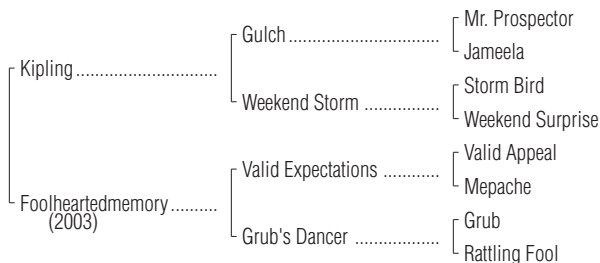 Mr. Prospector
Gulch
Jameela
Kipling
Storm Bird
Weekend Storm
Weekend Surprise
Valid Appeal
Valid Expectations
Mepache
Foolheartedmemory
(2003)
Grub
Grub's Dancer
Rattling Fool